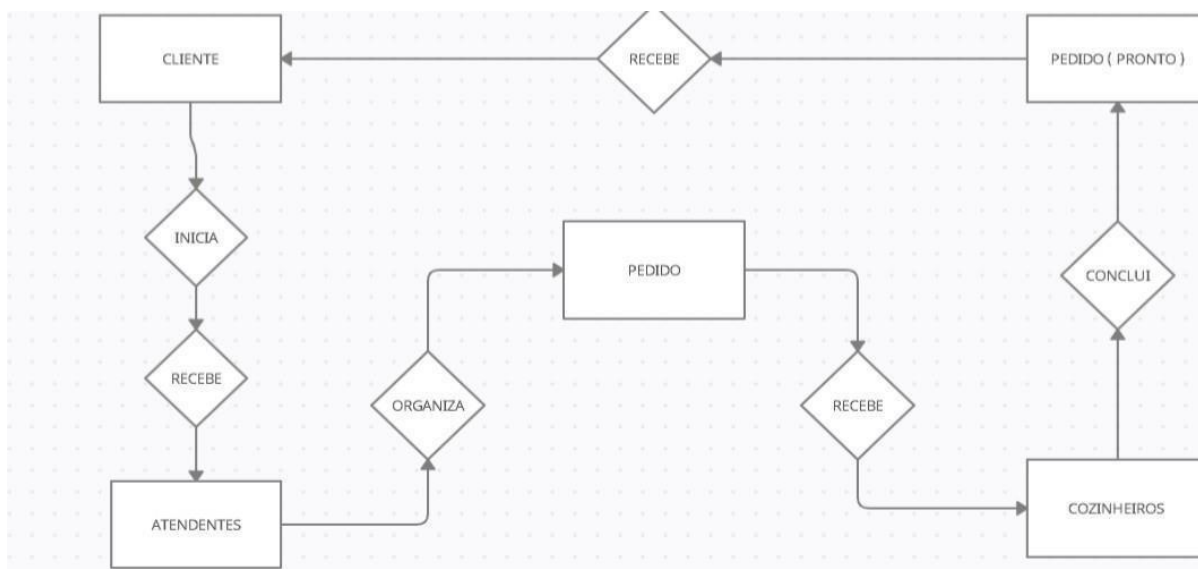 CLIENTE
RECEBE
PEDIDO ( PRONTO )
INICIA
PEDIDO
CONCLUI
RECEBE
ORGANIZA
RECEBE
ATENDENTES
COZINHEIROS